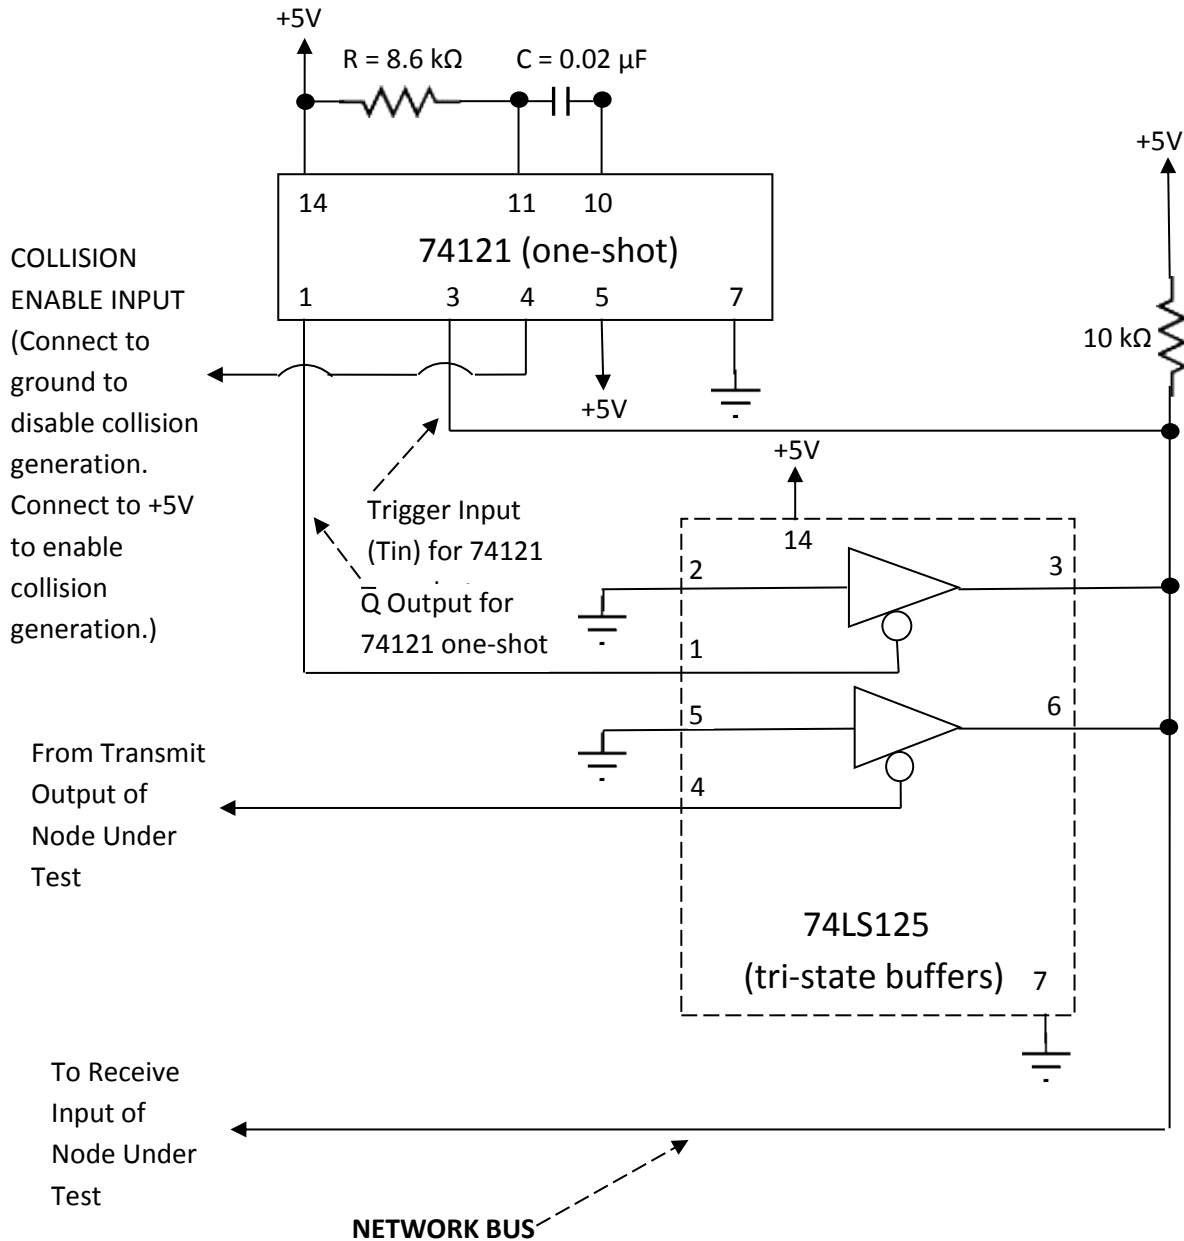 +5V
R = 8.6 kΩ
C = 0.02 µF
+5V
14
11
10
74121 (one-shot)
1
3
4
5
7
COLLISION
ENABLE INPUT
(Connect to
ground to
disable collision
generation.
Connect to +5V
to enable
collision
generation.)
10 kΩ
+5V
+5V
Trigger Input
(Tin) for 74121
Q Output for
74121 one-shot
14
2
3
1
5
6
4
From Transmit
Output of
Node Under
Test
74LS125
(tri-state buffers)
7
To Receive
Input of
Node Under
Test
NETWORK BUS